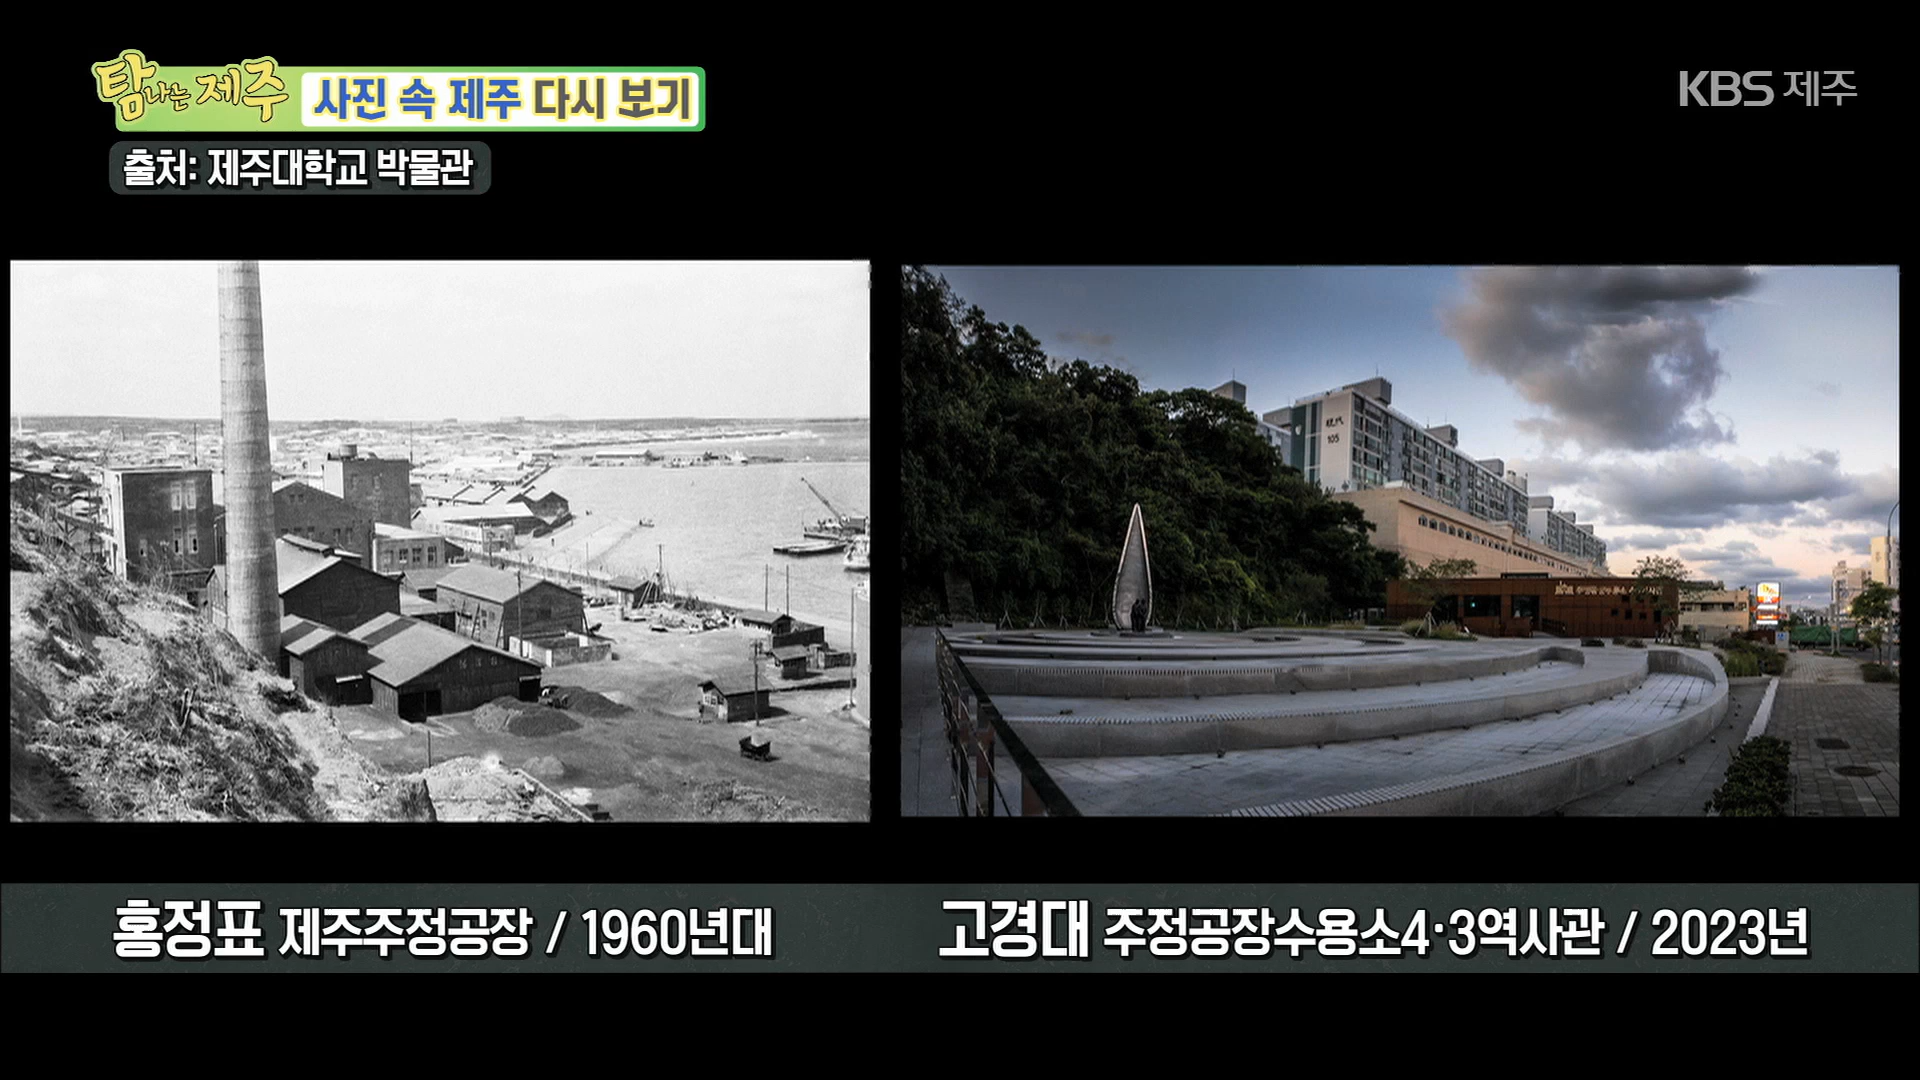 탐나는 제주 사진 속 제주 다시 보기
KBS 제주
출처: 제주대학교 박물관
105
홍정표 제주주정공장 / 1960년대
고경대 주정공장수용소4·3역사관 / 2023년